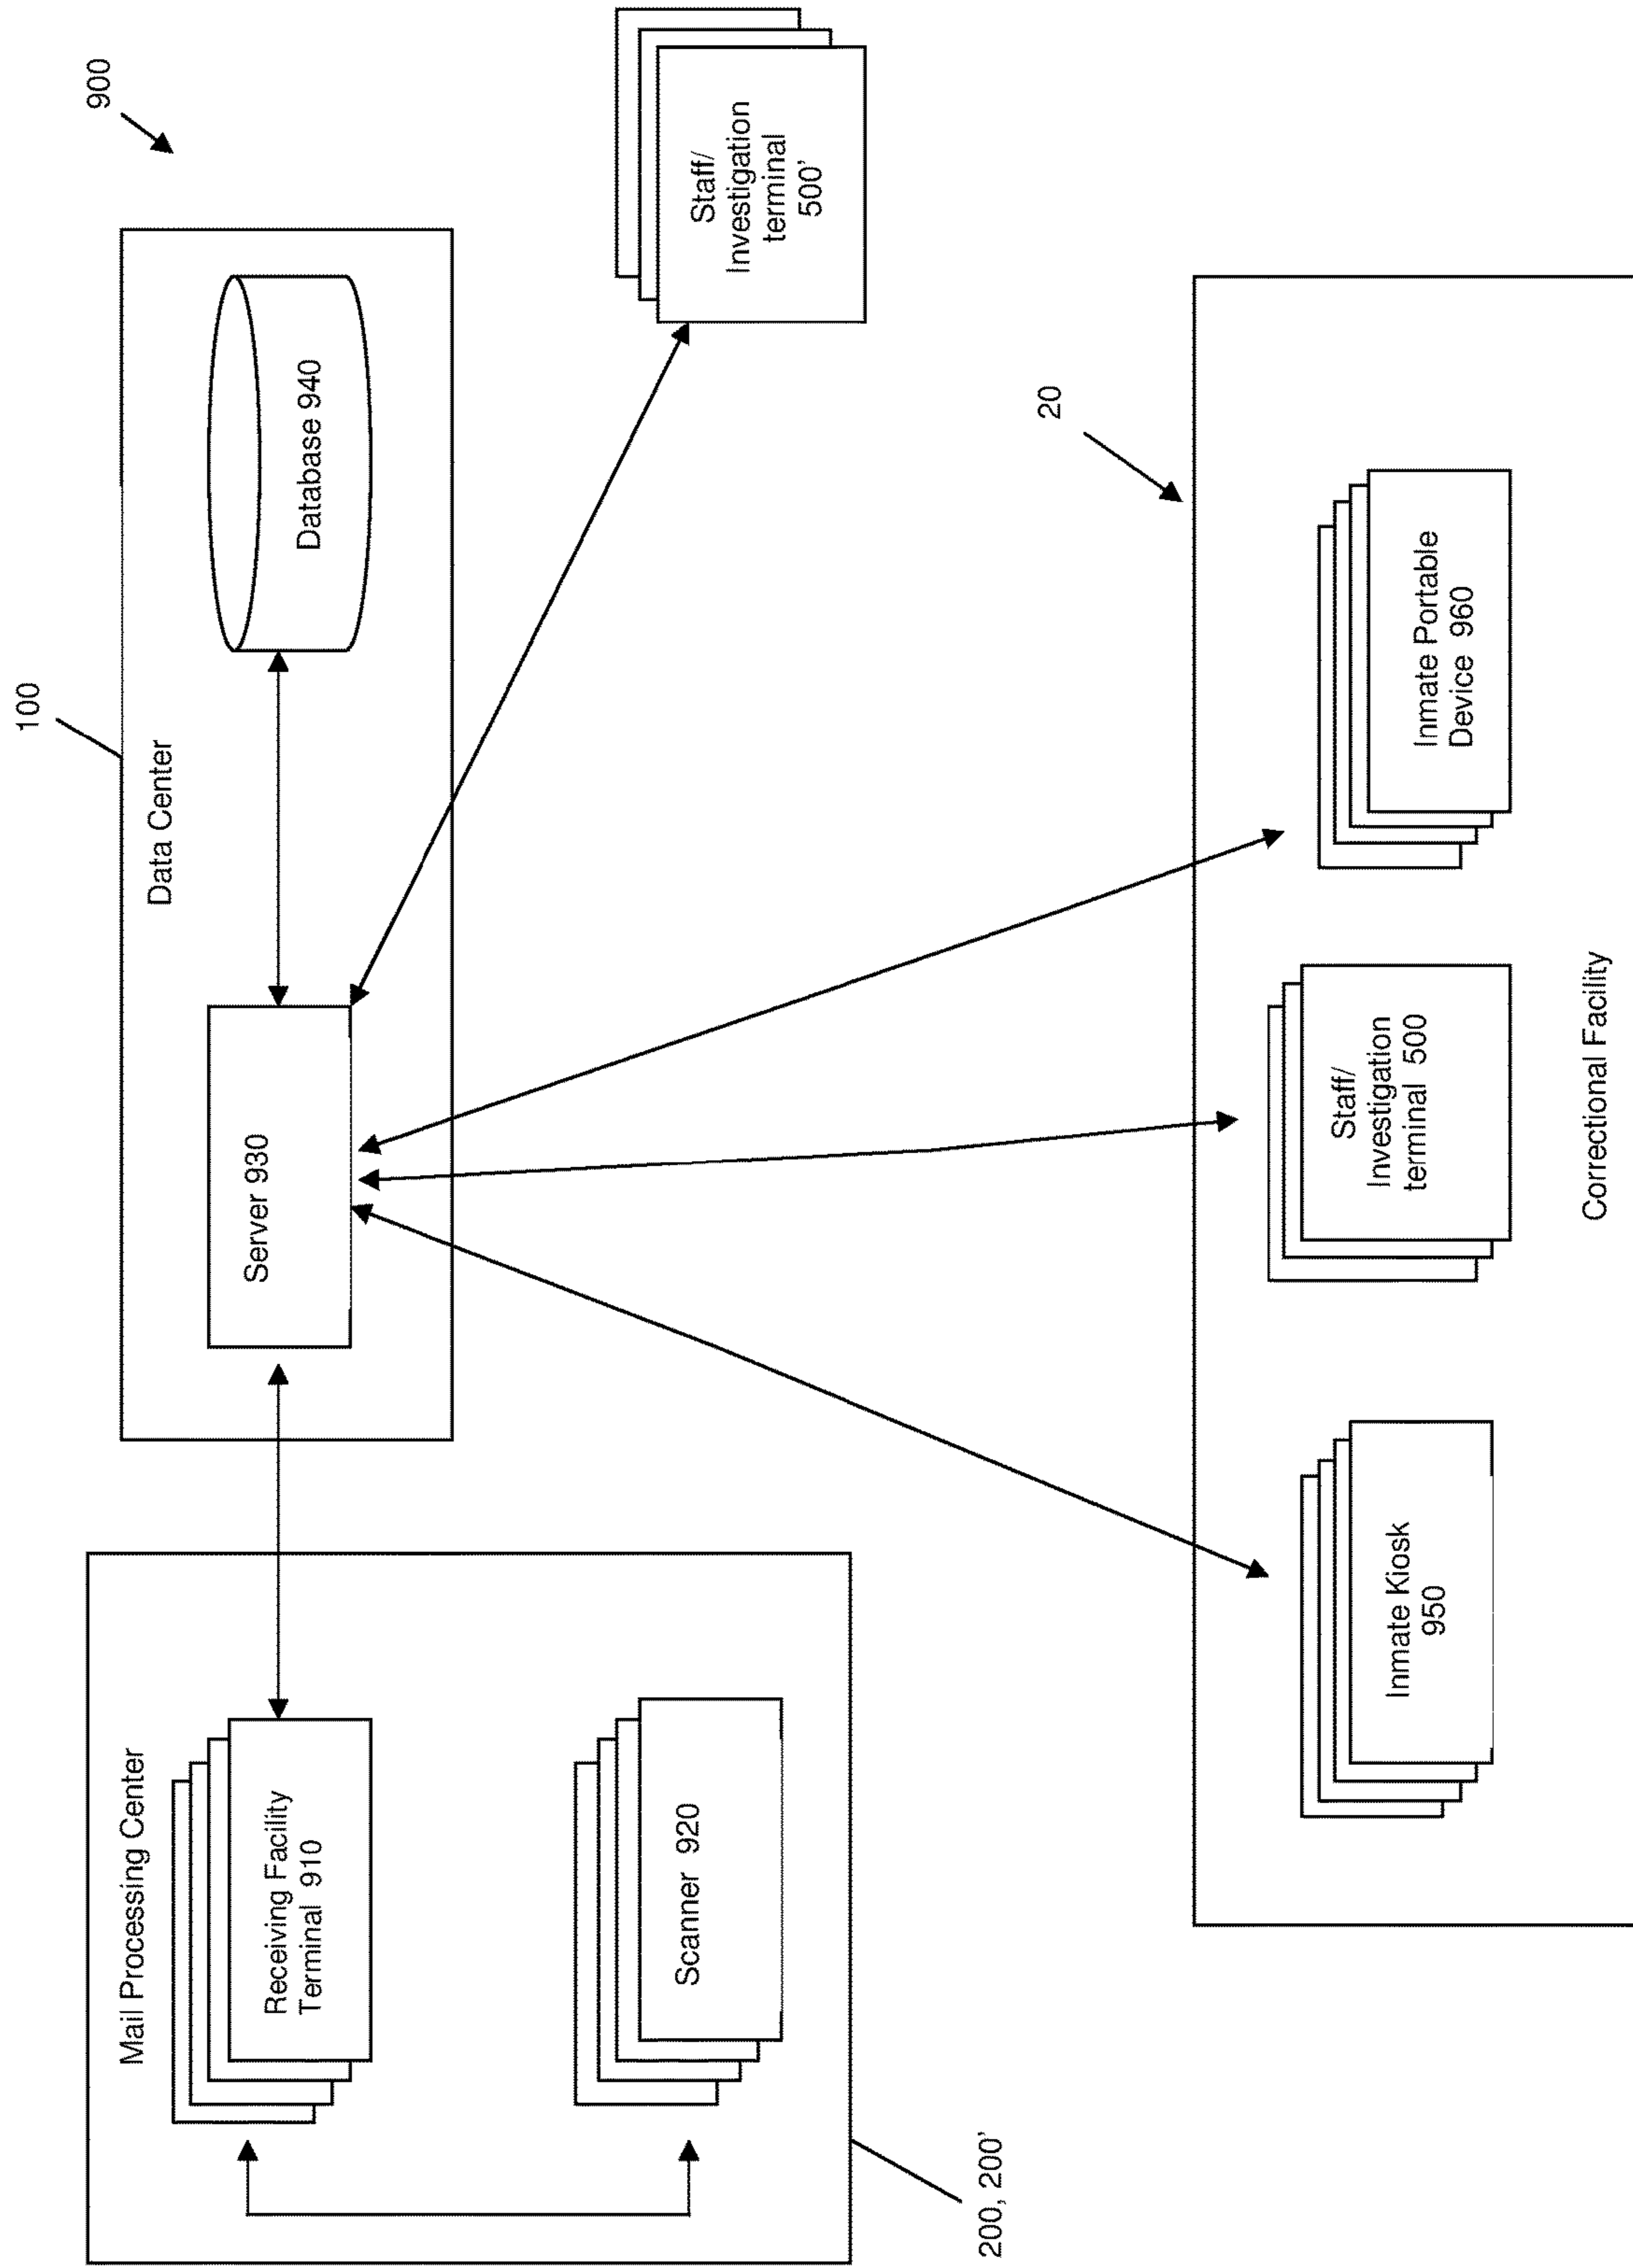 900
100
Mail Processing Center
Receiving Facility
Terminal 910
Scanner 920
200, 200'
Data Center
Server 930
Database 940
Staff/
Investigation
terminal
500'
20
Inmate Kiosk
950
Staff/
Investigation
terminal 500
Inmate Portable
Device 960
Correctional Facility